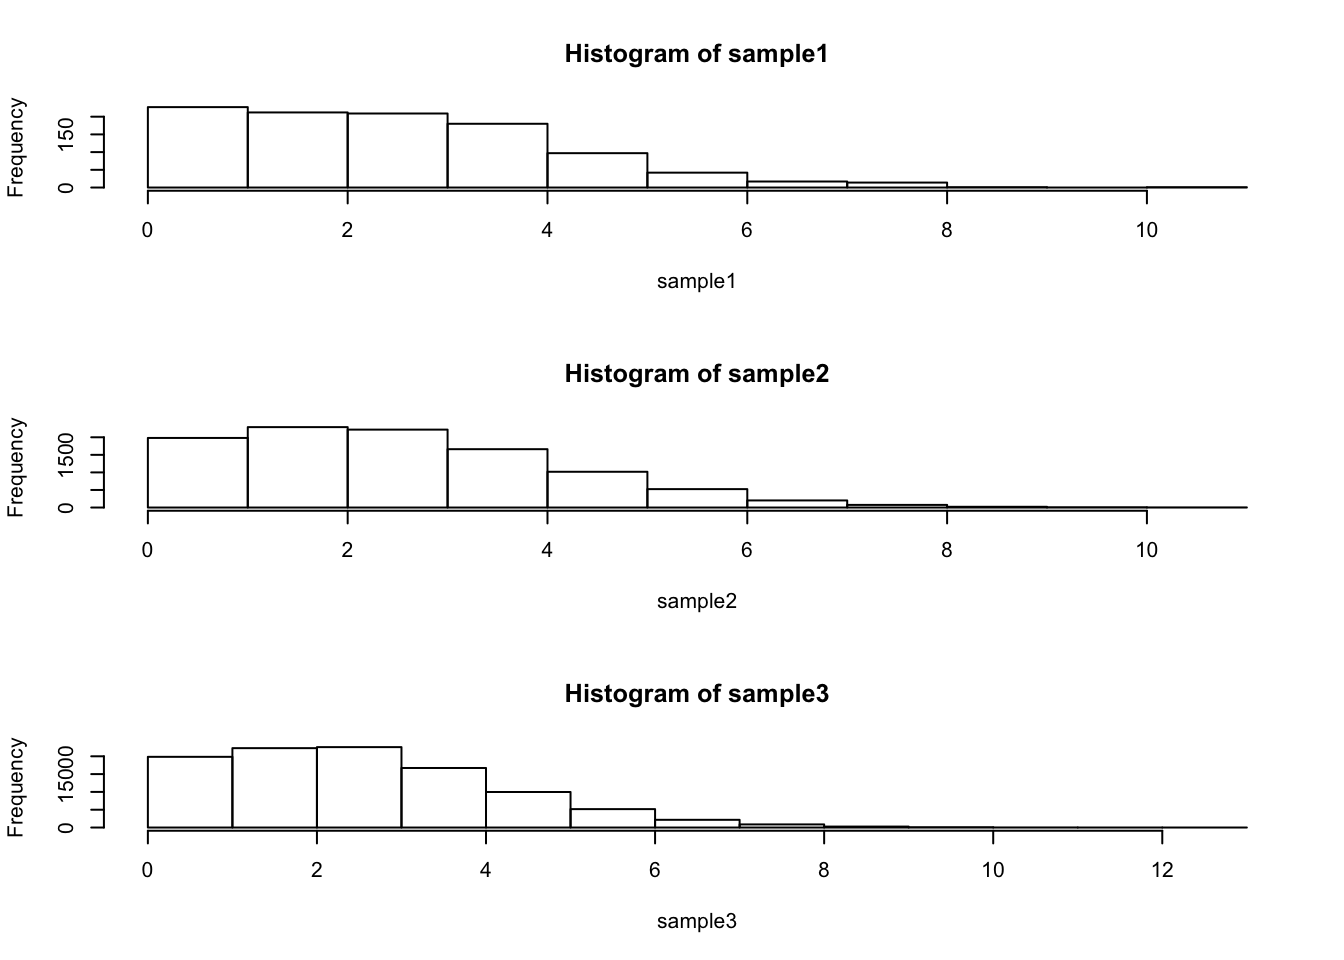 Histogram of sample1
Frequency
150
0
0 2 4 6 8 10
sample1
Histogram of sample2
Frequency
1500
0
0 2 4 6 8 10
sample2
Histogram of sample3
Frequency
15000
0
0 2 4 6 8 10 12
sample3